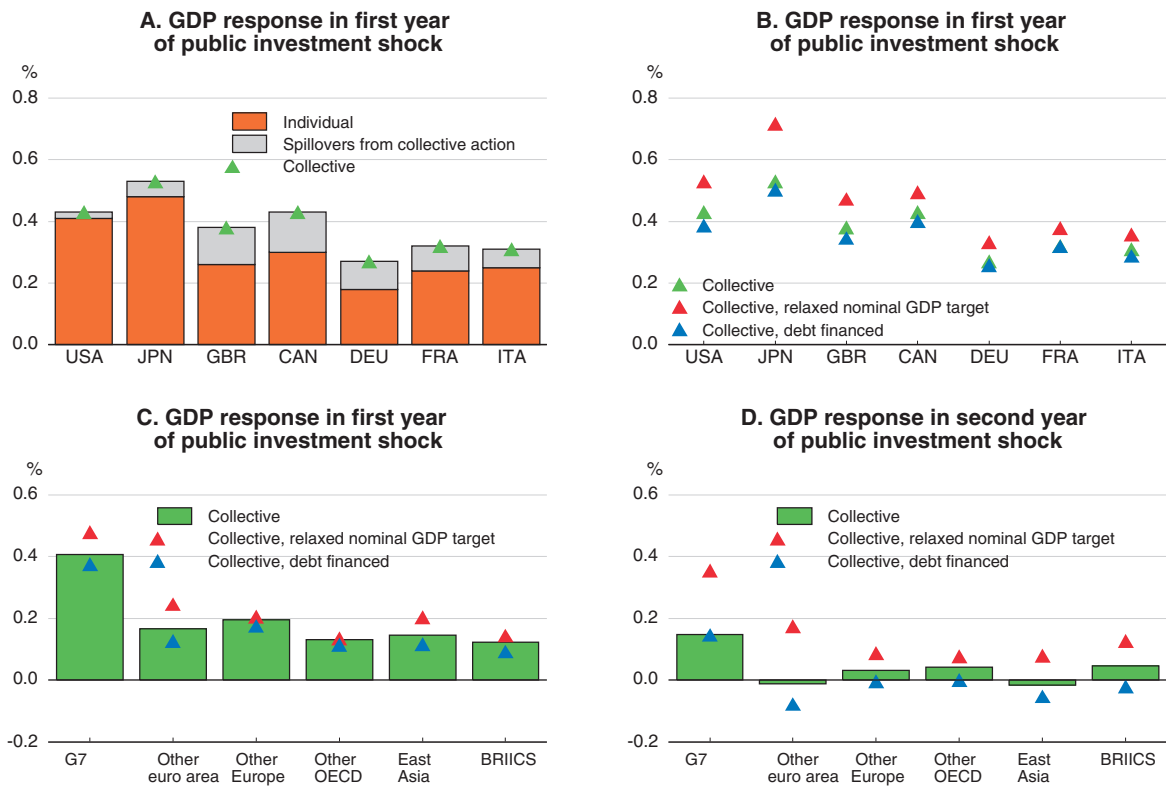 A. GDP response in first year
of public investment shock
%
0.8
0.6
0.4
0.2
0.0
Individual
Spillovers from collective action
Collective
USA JPN GBR CAN DEU FRA ITA
B. GDP response in first year
of public investment shock
%
0.8
0.6
0.4
0.2
0.0
Collective
Collective, relaxed nominal GDP target
Collective, debt financed
USA JPN GBR CAN DEU FRA ITA
C. GDP response in first year
of public investment shock
%
0.6
0.4
0.2
0.0
-0.2
Collective
Collective, relaxed nominal GDP target
Collective, debt financed
G7 Other Other Other East BRIICS
euro area Europe OECD Asia
D. GDP response in second year
of public investment shock
%
0.6
0.4
0.2
0.0
-0.2
Collective
Collective, relaxed nominal GDP target
Collective, debt financed
G7 Other Other Other East BRIICS
euro area Europe OECD Asia